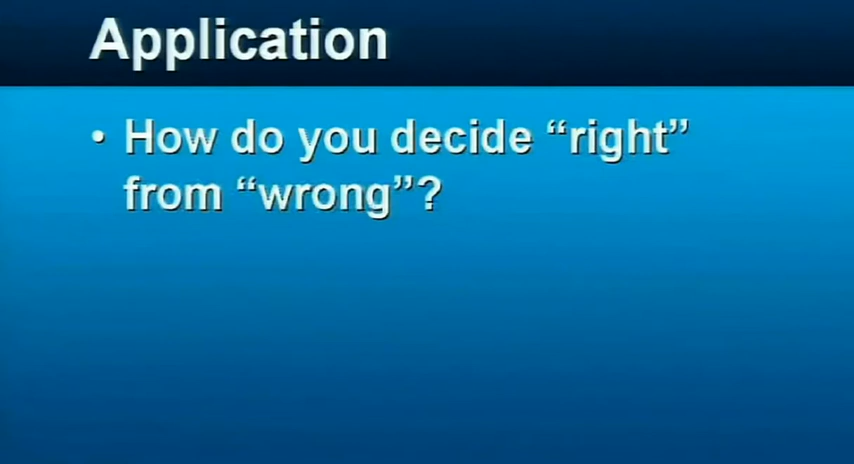 Application
• How do you decide “right”
from “wrong”?